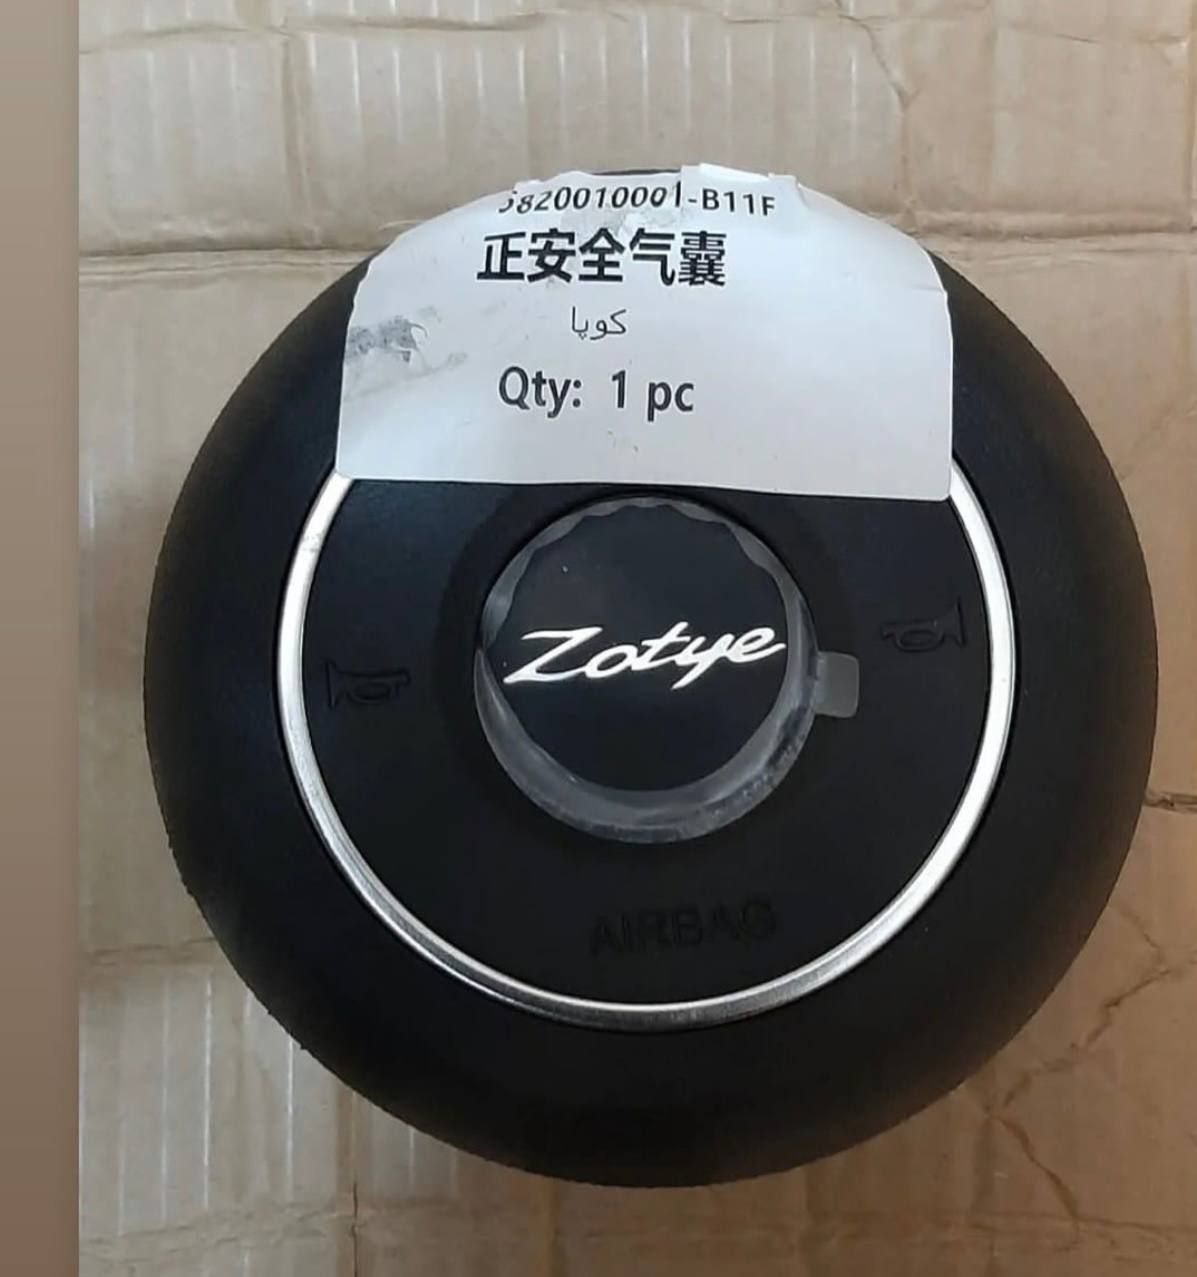 5820010001-B11F
正安全气囊
کوپا
Qty: 1 pc
Zotye
AIRBAG